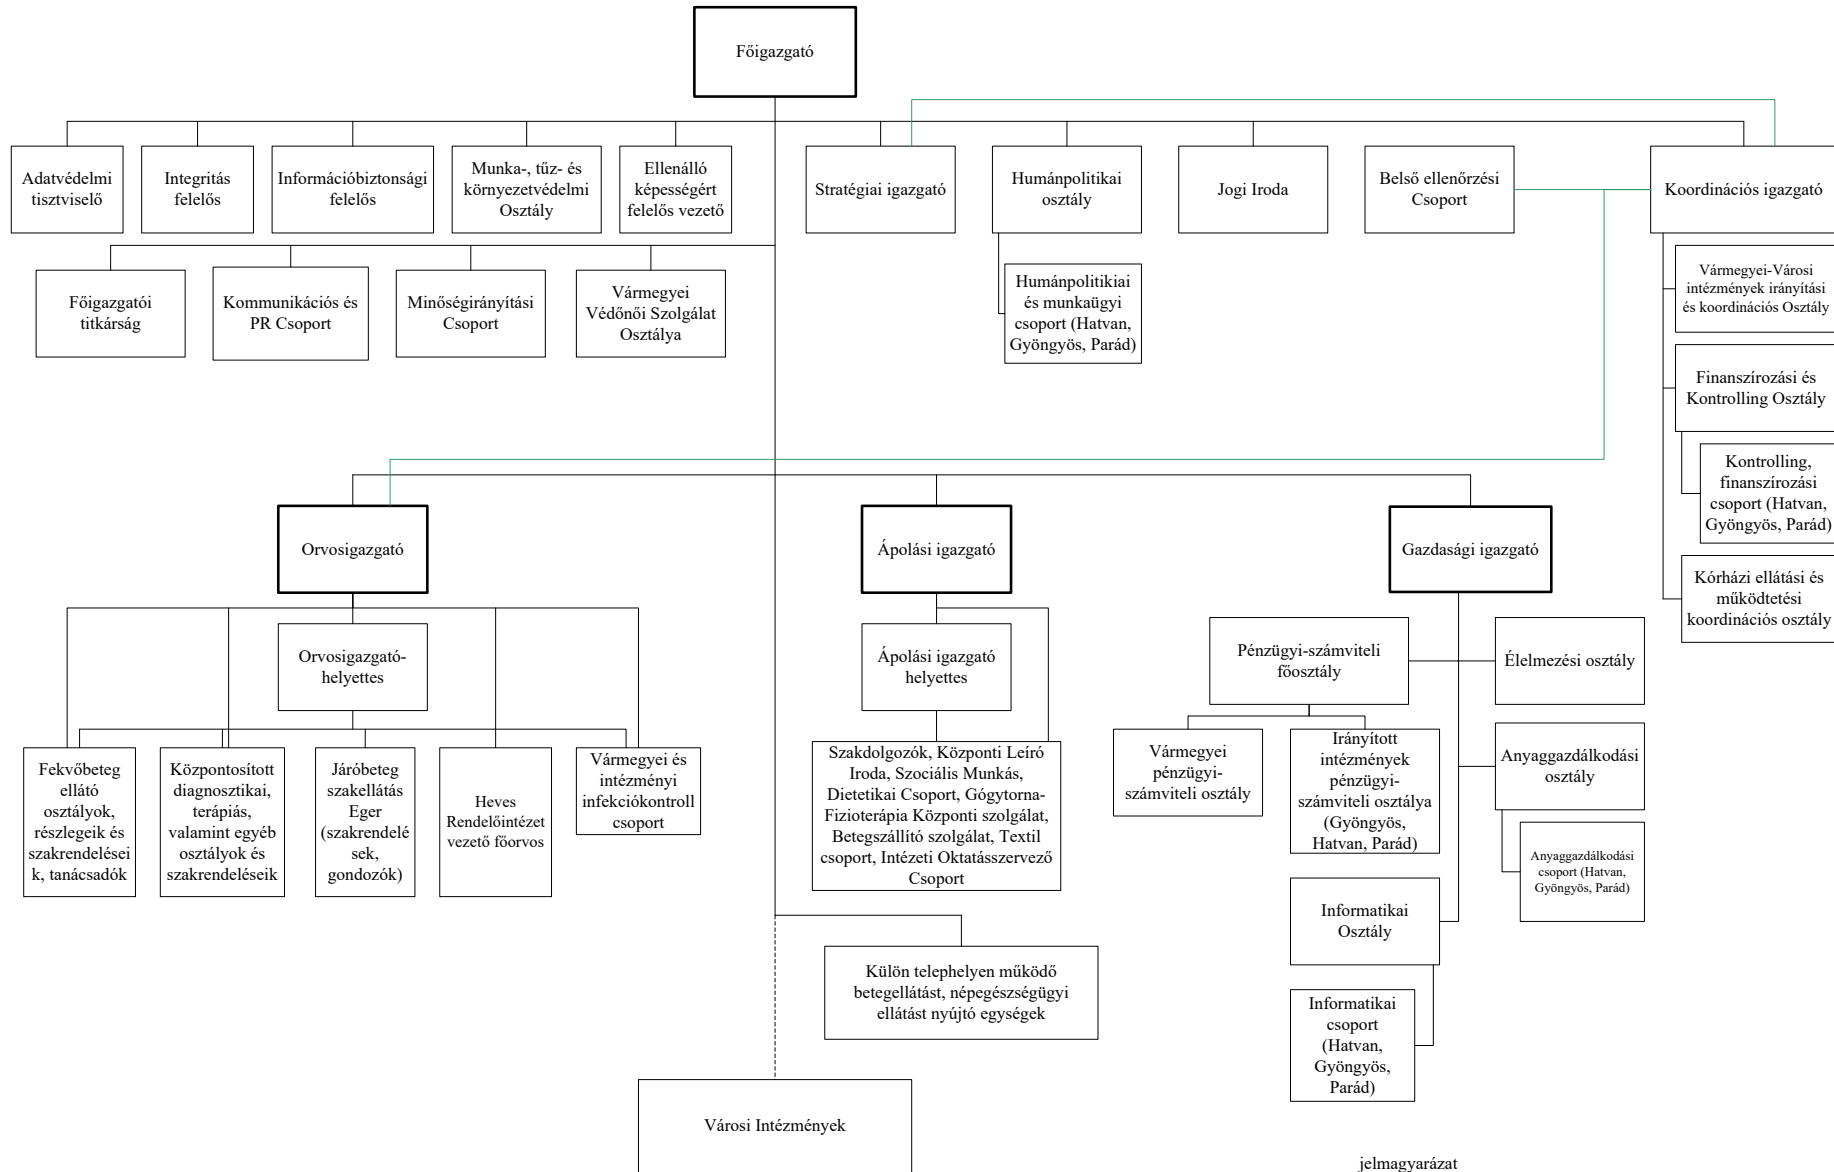 Főigazgató
Adatvédelmi
tisztviselő
Integritás
felelős
Információbiztonsági
felelős
Munka-, tűz- és
környezetvédelmi
Osztály
Ellenálló
képességért
felelős vezető
Stratégiai igazgató
Humánpolitikai
osztály
Jogi Iroda
Belső ellenőrzési
Csoport
Koordinációs igazgató
Főigazgatói
titkárság
Kommunikációs és
PR Csoport
Minőségirányítási
Csoport
Vármegyei
Védőnői Szolgálat
Osztálya
Humánpolitikiai
és munkaügyi
csoport (Hatvan,
Gyöngyös, Parád)
Vármegyei-Városi
intézmények irányítási
és koordinációs Osztály
Finanszírozási és
Kontrolling Osztály
Kontrolling,
finanszírozási
csoport (Hatvan,
Gyöngyös, Parád)
Kórházi ellátási és
működtetési
koordinációs osztály
Orvosigazgató
Ápolási igazgató
Gazdasági igazgató
Orvosigazgató-
helyettes
Ápolási igazgató
helyettes
Pénzügyi-számviteli
főosztály
Élelmezési osztály
Fekvőbeteg
ellátó
osztályok,
részlegeik és
szakrendelései
k, tanácsadók
Központosított
diagnosztikai,
terápiás,
valamint egyéb
osztályok és
szakrendeléseik
Járóbeteg
szakellátás
Eger
(szakrendelé
sek,
gondozók)
Heves
Rendelőintézet
vezető főorvos
Vármegyei és
intézményi
infekciókontroll
csoport
Szakdolgozók, Központi Leíró
Iroda, Szociális Munkás,
Dietetikai Csoport, Gógytorna-
Fizioterápia Központi szolgálat,
Betegszállító szolgálat, Textil
csoport, Intézeti Oktatásszervező
Csoport
Vármegyei
pénzügyi-
számviteli osztály
Irányított
intézmények
pénzügyi-
számviteli osztálya
(Gyöngyös,
Hatvan, Parád)
Anyaggazdálkodási
osztály
Anyaggazdálkodási
csoport (Hatvan,
Gyöngyös, Parád)
Informatikai
Osztály
Informatikai
csoport
(Hatvan,
Gyöngyös,
Parád)
Külön telephelyen működő
betegellátást, népegészségügyi
ellátást nyújtó egységek
Városi Intézmények
jelmagyarázat